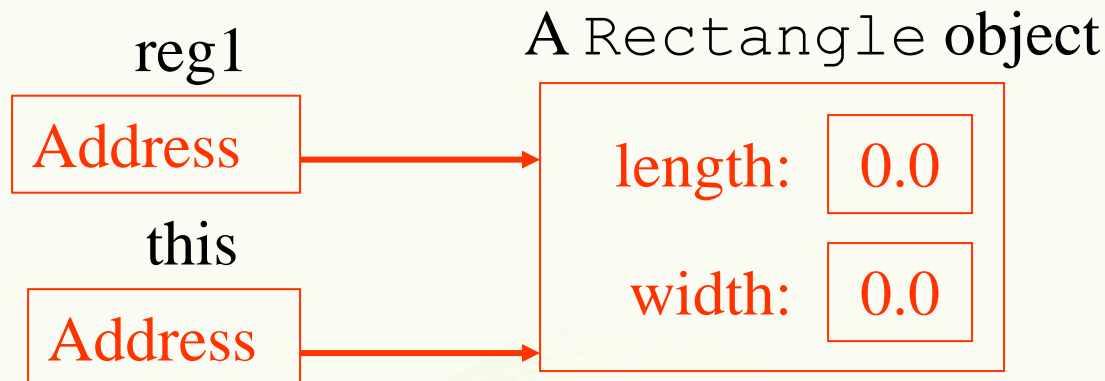 reg1
A Rectangle object
Address
length: 0.0
this
width: 0.0
Address